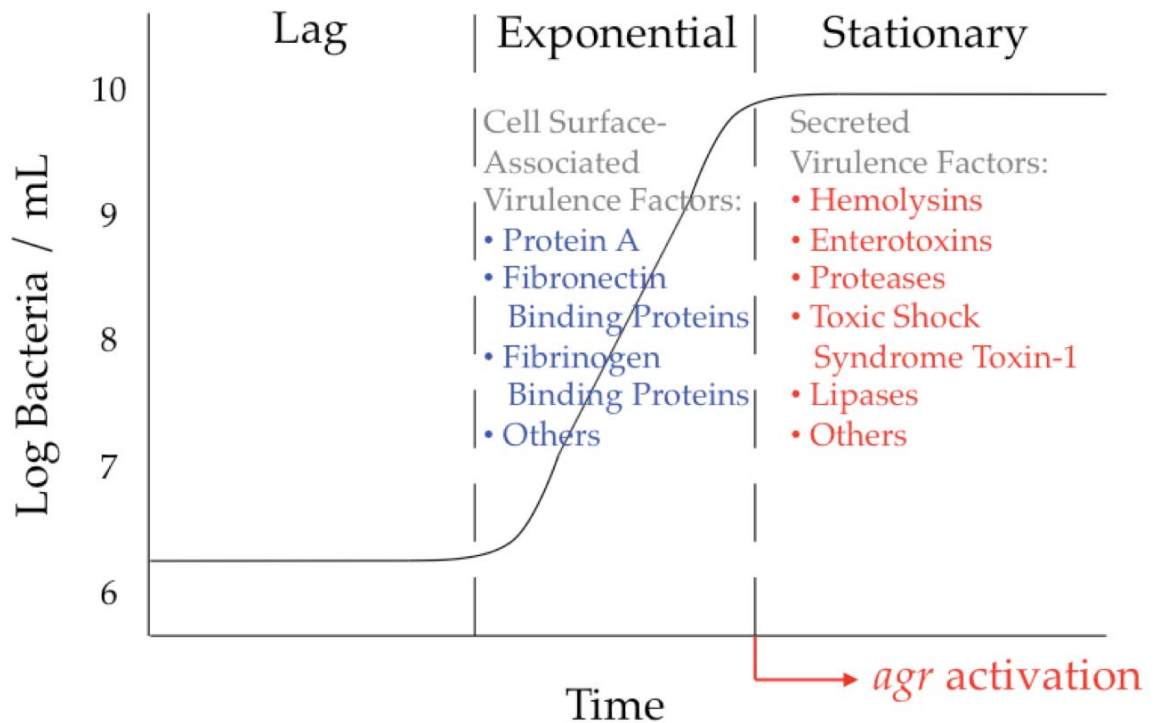 Lag
Exponential
Stationary
Log Bacteria / mL
10
9
8
7
6
Cell Surface-
Associated
Virulence Factors:
• Protein A
• Fibronectin
Binding Proteins
• Fibrinogen
Binding Proteins
• Others
Secreted
Virulence Factors:
• Hemolysins
• Enterotoxins
• Proteases
• Toxic Shock
Syndrome Toxin-1
• Lipases
• Others
agr activation
Time